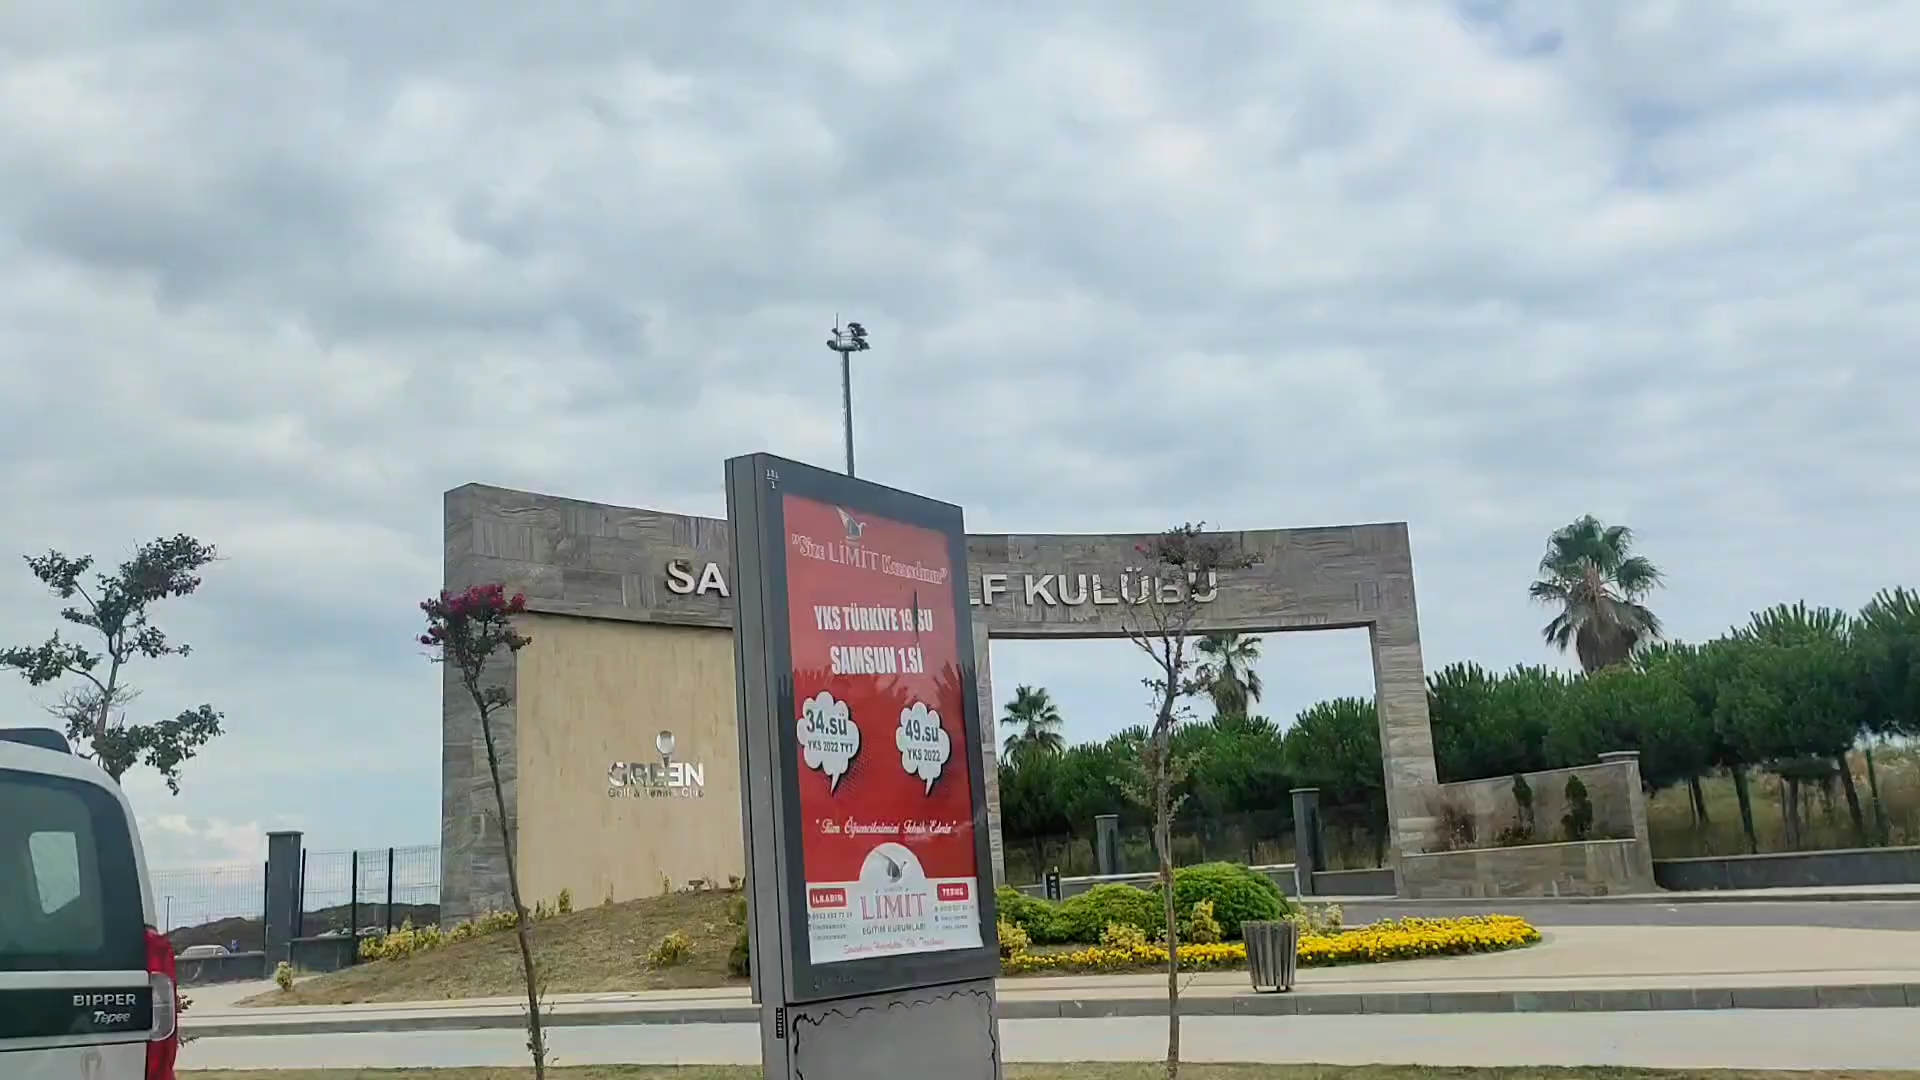 SA
LF KULÜBÜ
GREEN
Golf & Tennis Club
"Size LİMİT Kazandırır"
YKS TÜRKİYE 19.SU
SAMSUN 1.Sİ
34.sü
YKS 2022 TYT
49.su
YKS 2022
"Tüm Öğrencilerimizi Tebrik Ederiz"
İLKADIM
TEKKE
LİMİT
EĞİTİM KURUMLARI
BIPPER
Tepee